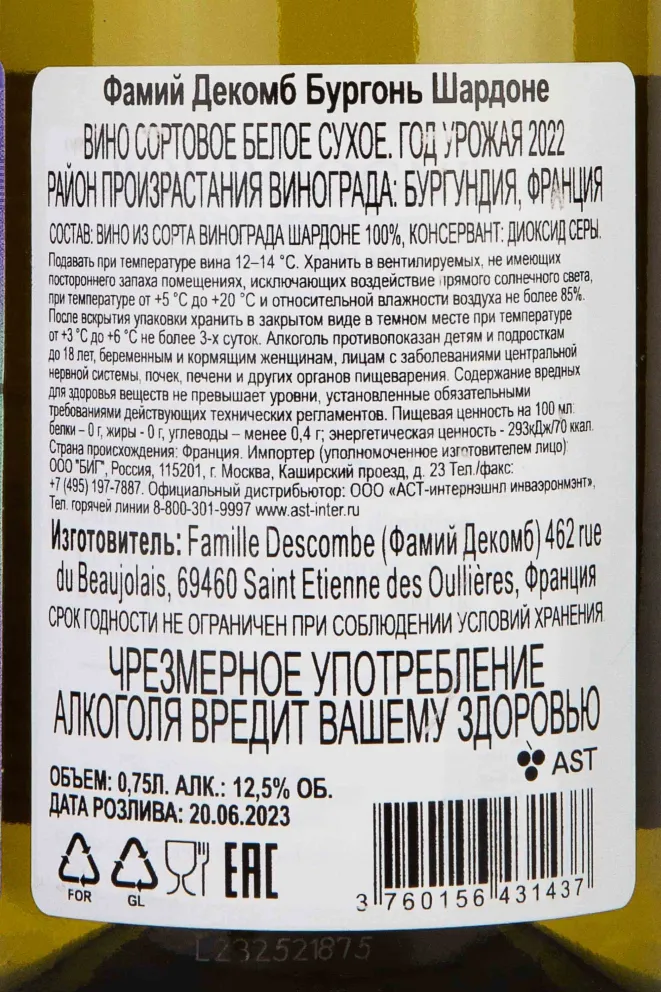 Фамий Декомб Бургонь Шардоне
ВИНО СОРТОВОЕ БЕЛОЕ СУХОЕ. ГОД УРОЖАЯ 2022
РАЙОН ПРОИЗРАСТАНИЯ ВИНОГРАДА: БУРГУНДИЯ, ФРАНЦИЯ
СОСТАВ: ВИНО ИЗ СОРТА ВИНОГРАДА ШАРДОНЕ 100%, КОНСЕРВАНТ: ДИОКСИД СЕРЫ.
Подавать при температуре вина 12–14 °С. Хранить в вентилируемых, не имеющих
постороннего запаха помещениях, исключающих воздействие прямого солнечного света,
при температуре от +5 °С до +20 °С и относительной влажности воздуха не более 85%.
После вскрытия упаковки хранить в закрытом виде в темном месте при температуре
от +3 °С до +6 °С не более 3-х суток. Алкоголь противопоказан детям и подросткам
до 18 лет, беременным и кормящим женщинам, лицам с заболеваниями центральной
нервной системы, почек, печени и других органов пищеварения. Содержание вредных
для здоровья веществ не превышает уровни, установленные обязательными
требованиями действующих технических регламентов. Пищевая ценность на 100 мл:
белки – 0 г, жиры - 0 г, углеводы – менее 0,4 г; энергетическая ценность - 293кДж/70 ккал.
Страна происхождения: Франция. Импортер (уполномоченное изготовителем лицо):
ООО "БИГ", Россия, 115201, г. Москва, Каширский проезд, д. 23 Тел./факс:
+7 (495) 197-7887. Официальный дистрибьютор: ООО «АСТ-интернэшнл инваэронмэнт»,
Тел. горячей линии 8-800-301-9997 www.ast-inter.ru
Изготовитель: Famille Descombe (Фамий Декомб) 462 rue
du Beaujolais, 69460 Saint Etienne des Oullières, Франция
СРОК ГОДНОСТИ НЕ ОГРАНИЧЕН ПРИ СОБЛЮДЕНИИ УСЛОВИЙ ХРАНЕНИЯ
ЧРЕЗМЕРНОЕ УПОТРЕБЛЕНИЕ
АЛКОГОЛЯ ВРЕДИТ ВАШЕМУ ЗДОРОВЬЮ
AST
ОБЪЕМ: 0,75Л. АЛК.: 12,5% ОБ.
ДАТА РОЗЛИВА: 20.06.2023
FOR GL EAC
3 760156 431437
L232521875